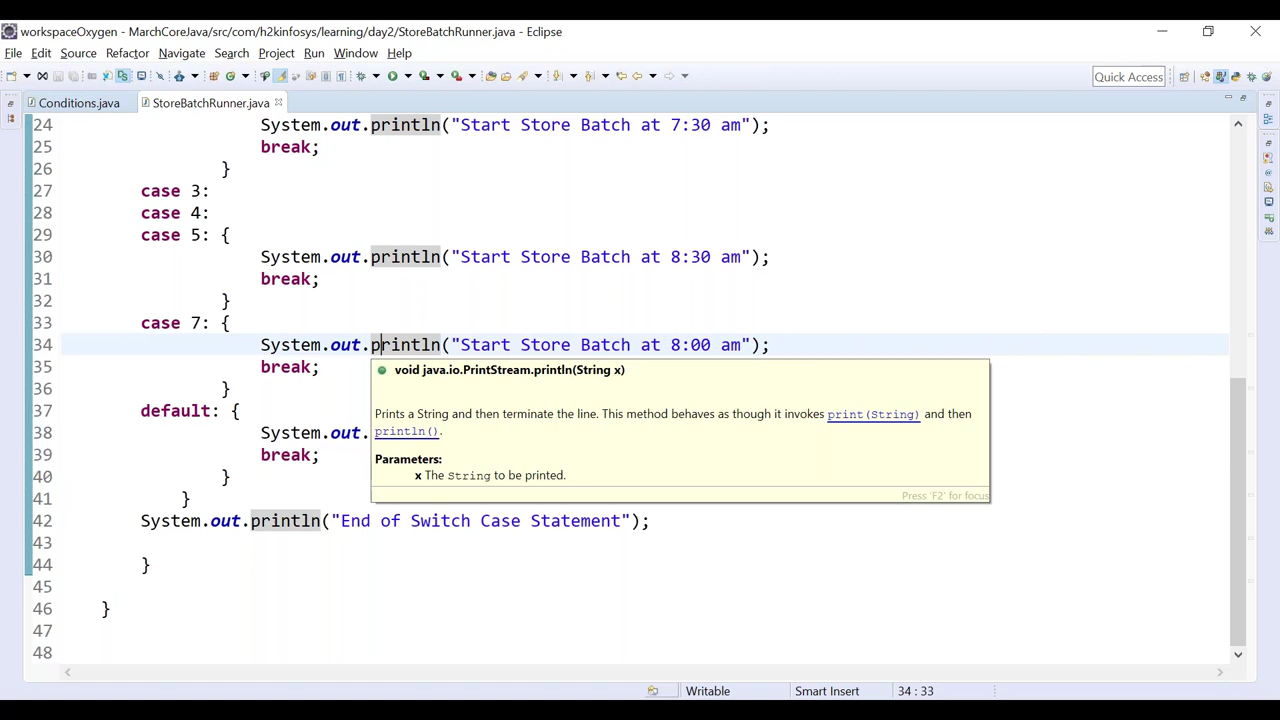 workspaceOxygen - MarchCoreJava/src/com/h2kinfosys/learning/day2/StoreBatchRunner.java - Eclipse
File Edit Source Refactor Navigate Search Project Run Window Help
Quick Access
Conditions.java StoreBatchRunner.java
24 System.out.println("Start Store Batch at 7:30 am");
25 break;
26 }
27 case 3:
28 case 4:
29 case 5: {
30 System.out.println("Start Store Batch at 8:30 am");
31 break;
32 }
33 case 7: {
34 System.out.println("Start Store Batch at 8:00 am");
35 break;
void java.io.PrintStream.println(String x)
36 }
37 default: {
Prints a String and then terminate the line. This method behaves as though it invokes print(String) and then
38 System.out.
println().
39 break;
Parameters:
40 }
x The String to be printed.
41 }
Press 'F2' for focus
42 System.out.println("End of Switch Case Statement");
43
44 }
45
46 }
47
48
Writable Smart Insert 34 : 33